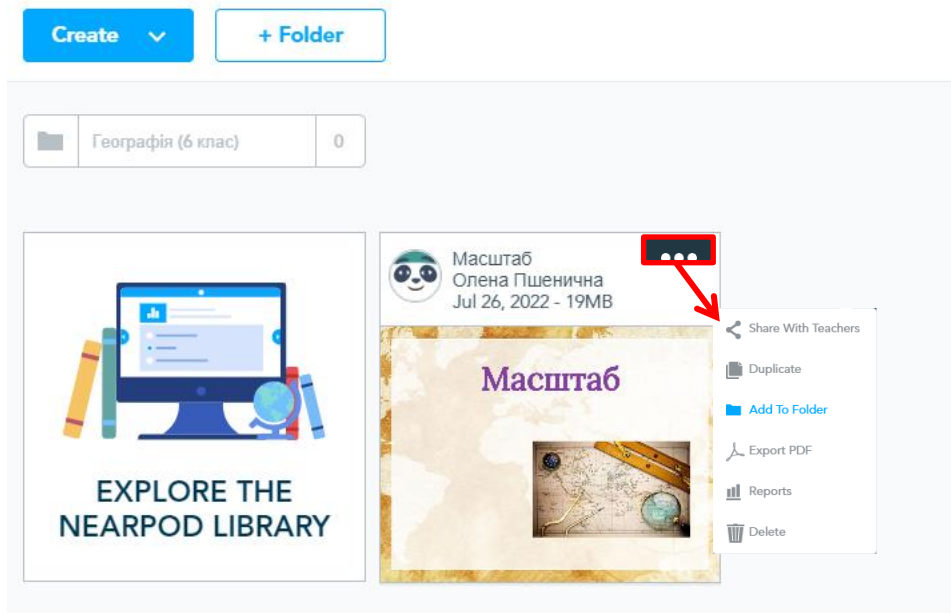 Create
+ Folder
Географія (6 клас) 0
EXPLORE THE
NEARPOD LIBRARY
Масштаб
Олена Пшенична
Jul 26, 2022 - 19MB
Масштаб
Share With Teachers
Duplicate
Add To Folder
Export PDF
Reports
Delete